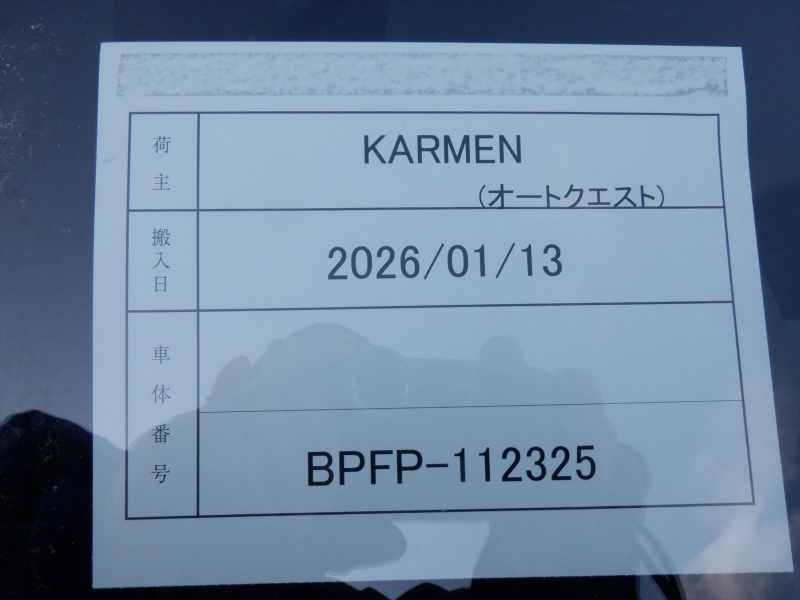 荷主
KARMEN
(オートクエスト)
搬入日
2026/01/13
車体番号
BPFP-112325